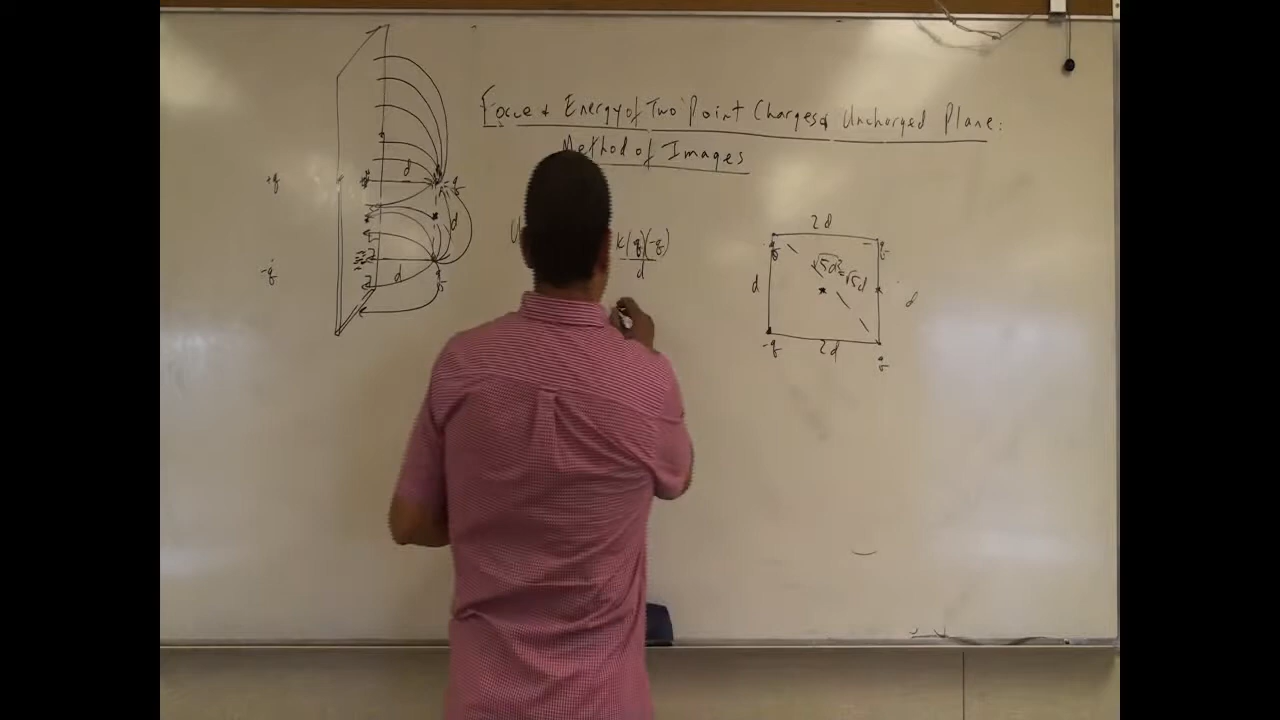 Force & Energy of Two Point Charges & Uncharged Plane:
Method of Images
+q
d
-q
d
-q
d
q
U
k(q)(-q)
d
2d
q
-q
d
√5d²=√5d
d
-q
2d
q